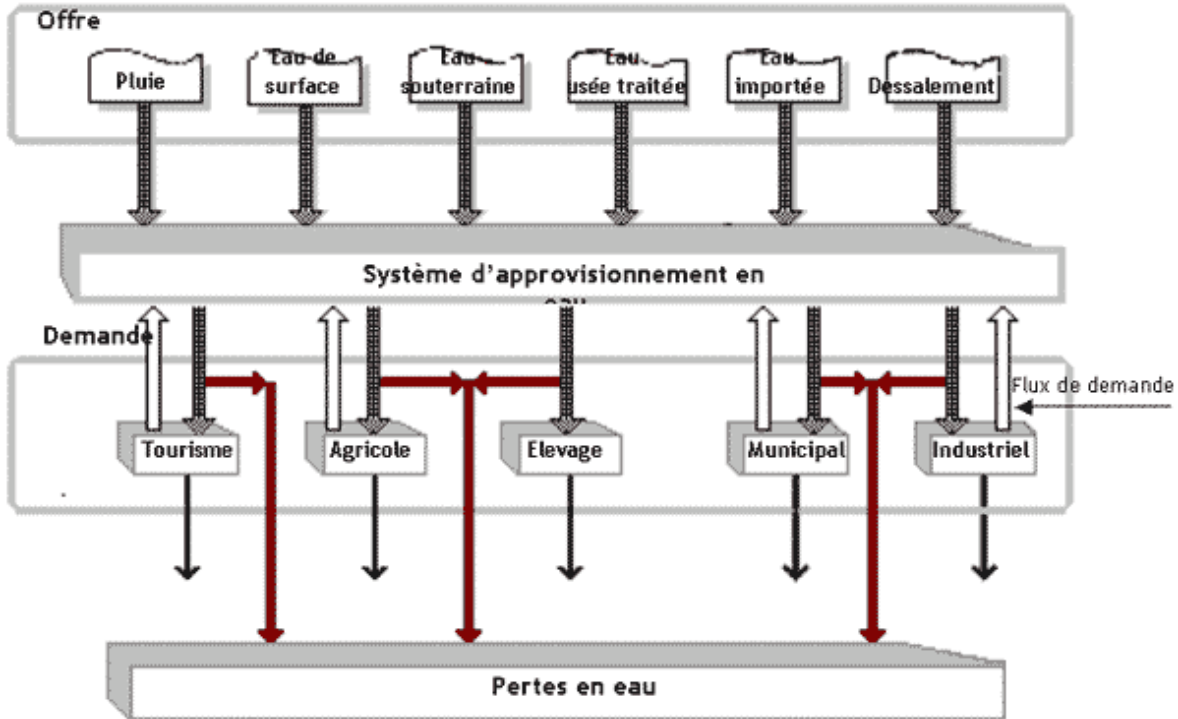 Offre
Pluie
Eau de
surface
Eau
souterraine
Eau
usée traitée
Eau
importée
Dessalement
Système d'approvisionnement en
eau
Demande
Flux de demande
Tourisme
Agricole
Elevage
Municipal
Industriel
Pertes en eau